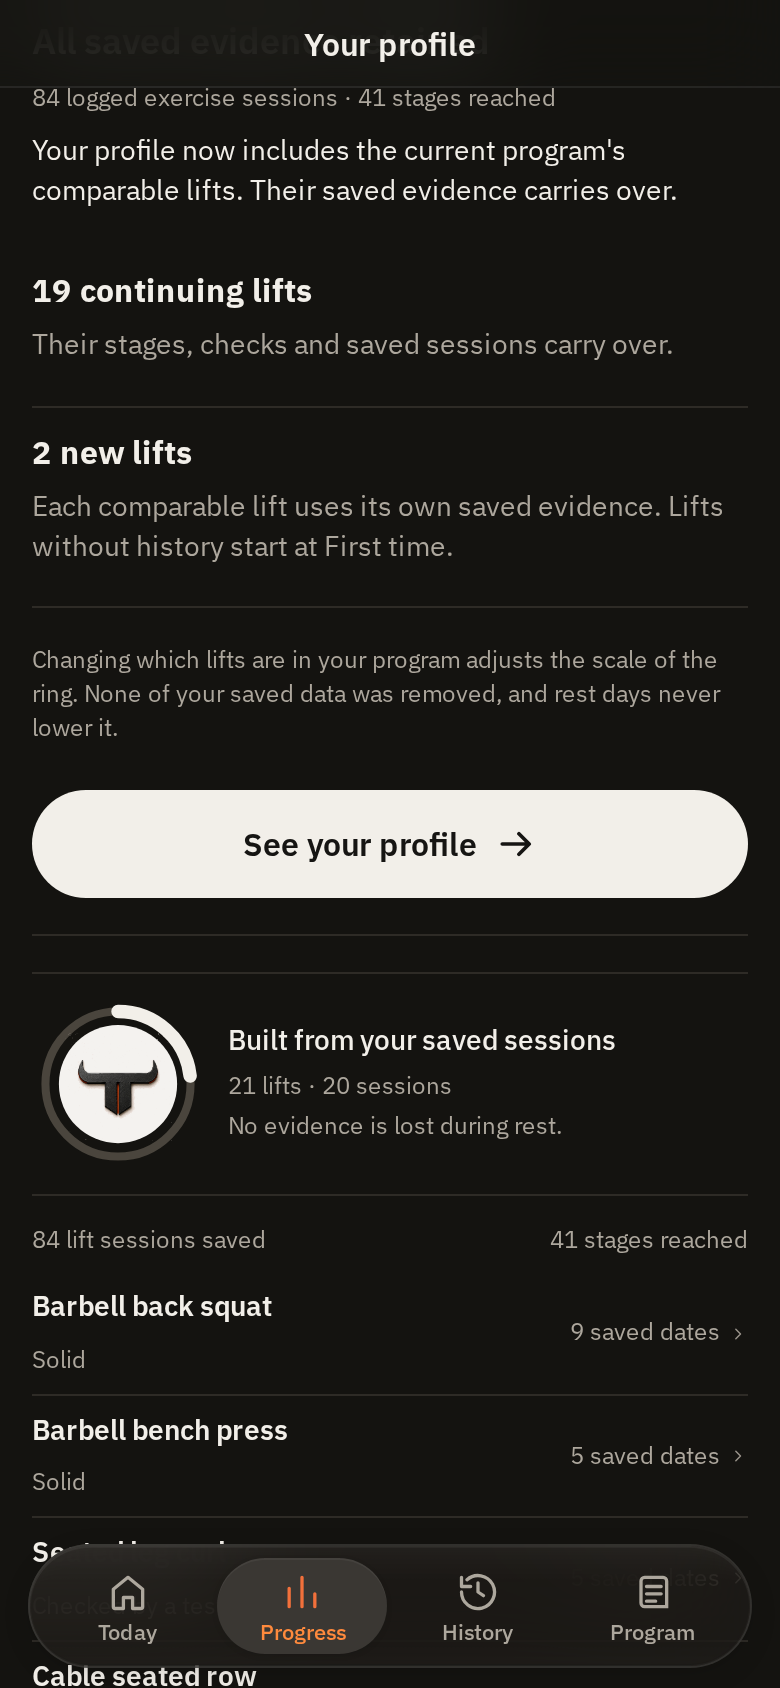 All saved eviden
Your profile
84 logged exercise sessions · 41 stages reached
Your profile now includes the current program's
comparable lifts. Their saved evidence carries over.
19 continuing lifts
Their stages, checks and saved sessions carry over.
2 new lifts
Each comparable lift uses its own saved evidence. Lifts
without history start at First time.
Changing which lifts are in your program adjusts the scale of the
ring. None of your saved data was removed, and rest days never
lower it.
See your profile →
Built from your saved sessions
21 lifts · 20 sessions
No evidence is lost during rest.
84 lift sessions saved
41 stages reached
Barbell back squat
9 saved dates
Solid
Barbell bench press
5 saved dates
Solid
Today
Progress
History
Program
Cable seated row